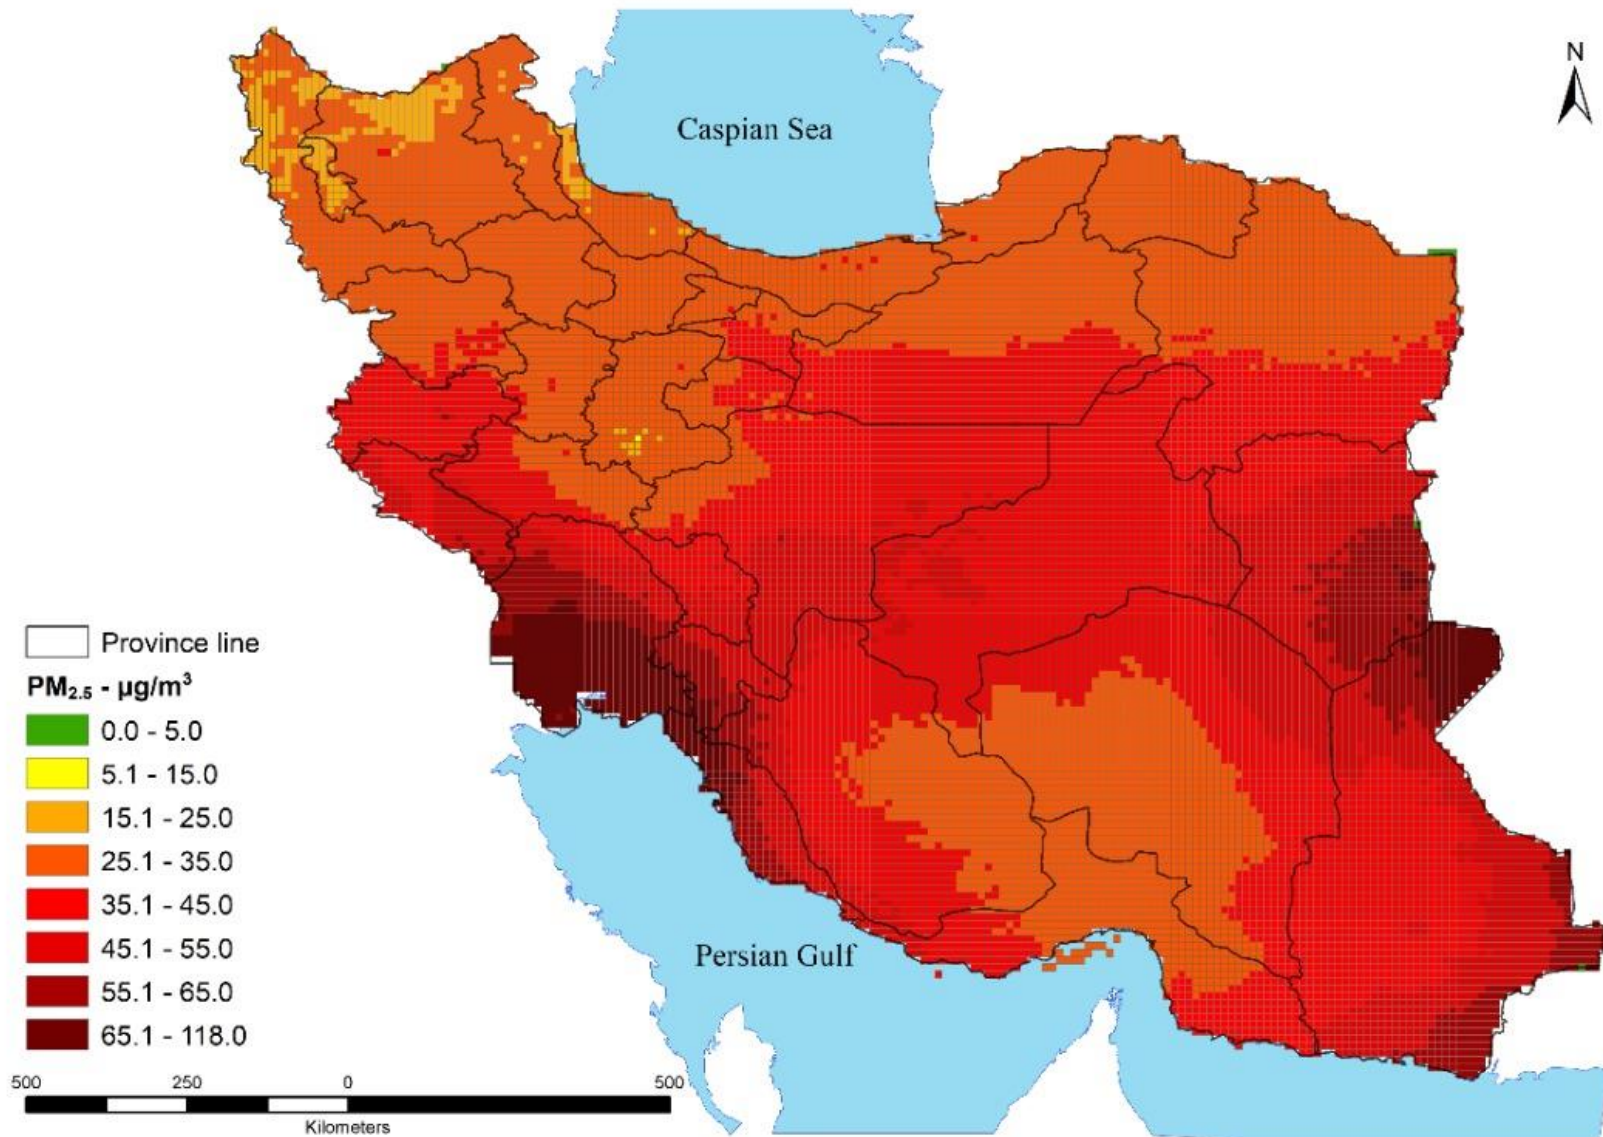 N
Caspian Sea
Province line
PM₂.₅ - µg/m³
0.0 - 5.0
5.1 - 15.0
15.1 - 25.0
25.1 - 35.0
35.1 - 45.0
45.1 - 55.0
55.1 - 65.0
65.1 - 118.0
Persian Gulf
500 250 0 500
Kilometers